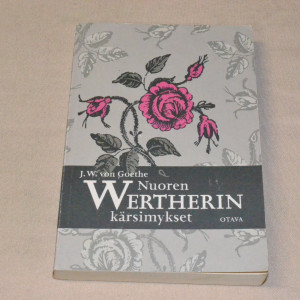 J. W. von Goethe
Nuoren
WERTHERIN
kärsimykset
OTAVA